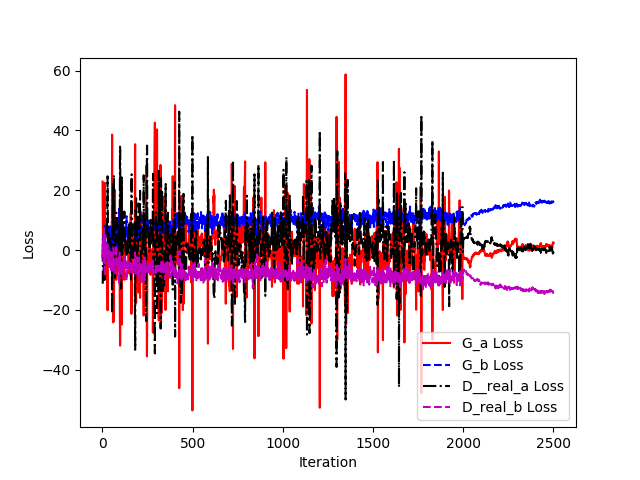 60
40
20
0
−20
−40
Loss
0
500
1000
1500
2000
2500
Iteration
G_a Loss
G_b Loss
D__real_a Loss
D_real_b Loss